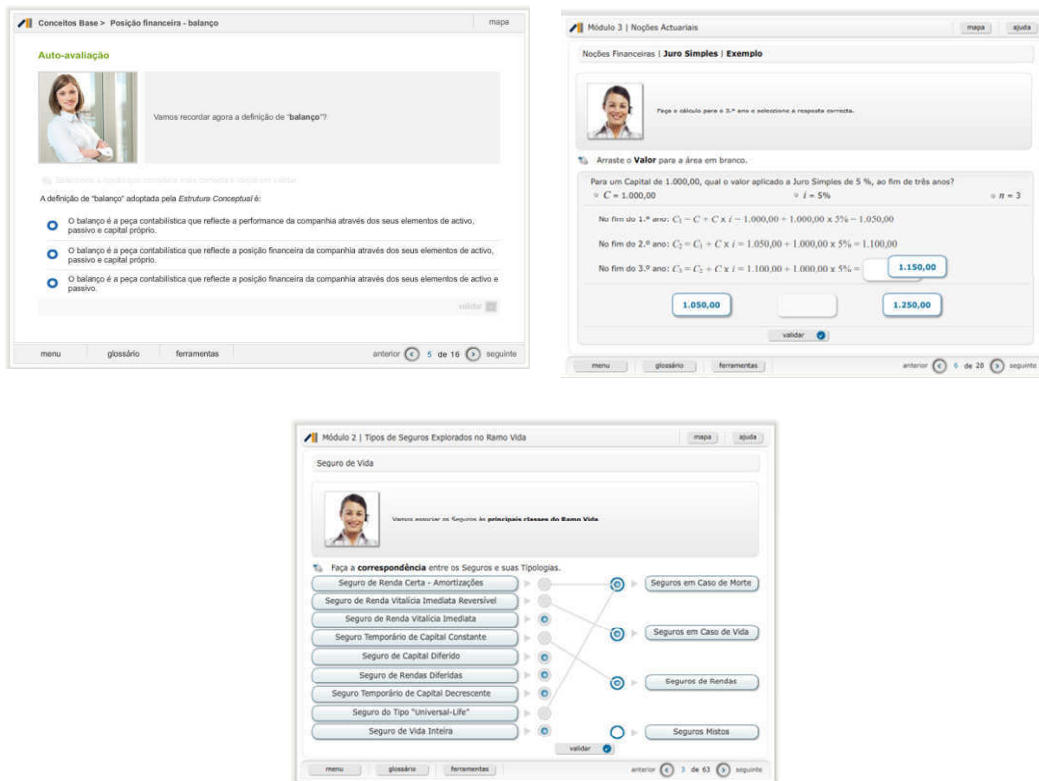 Conceitos Base > Posição financeira - balanço
mapa
Auto-avaliação
Vamos recordar agora a definição de "balanço"?
A definição de "balanço" adoptada pela Estrutura Conceptual é:
O balanço é a peça contabilística que reflecte a performance da companhia através dos seus elementos de activo,
passivo e capital próprio.
O balanço é a peça contabilística que reflecte a posição financeira da companhia através dos seus elementos de activo,
passivo e capital próprio.
O balanço é a peça contabilística que reflecte a posição financeira da companhia através dos seus elementos de activo e
passivo.
validar
menu glossário ferramentas anterior 5 de 16 seguinte
Módulo 3 | Noções Actuariais
mapa ajuda
Noções Financeiras | Juro Simples | Exemplo
Faça o cálculo para o 3.º ano e seleccione a resposta correcta.
Arraste o Valor para a área em branco.
Para um Capital de 1.000,00, qual o valor aplicado a Juro Simples de 5 %, ao fim de três anos?
C = 1.000,00 i = 5% n = 3
No fim do 1.º ano: C₁ = C + C x i = 1.000,00 + 1.000,00 x 5% = 1.050,00
No fim do 2.º ano: C₂ = C₁ + C x i = 1.050,00 + 1.000,00 x 5% = 1.100,00
No fim do 3.º ano: C₃ = C₂ + C x i = 1.100,00 + 1.000,00 x 5% = 1.150,00
1.050,00 1.250,00
validar
menu glossário ferramentas anterior 6 de 28 seguinte
Módulo 2 | Tipos de Seguros Explorados no Ramo Vida
mapa ajuda
Seguro de Vida
Vamos associar os Seguros às principais classes do Ramo Vida
Faça a correspondência entre os Seguros e suas Tipologias.
Seguro de Renda Certa - Amortizações Seguros em Caso de Morte
Seguro de Renda Vitalícia Imediata Reversível
Seguro de Renda Vitalícia Imediata
Seguro Temporário de Capital Constante Seguros em Caso de Vida
Seguro de Capital Diferido
Seguro de Rendas Diferidas Seguros de Rendas
Seguro Temporário de Capital Decrescente
Seguro do Tipo "Universal-Life"
Seguro de Vida Inteira Seguros Mistos
validar
menu glossário ferramentas anterior 3 de 63 seguinte